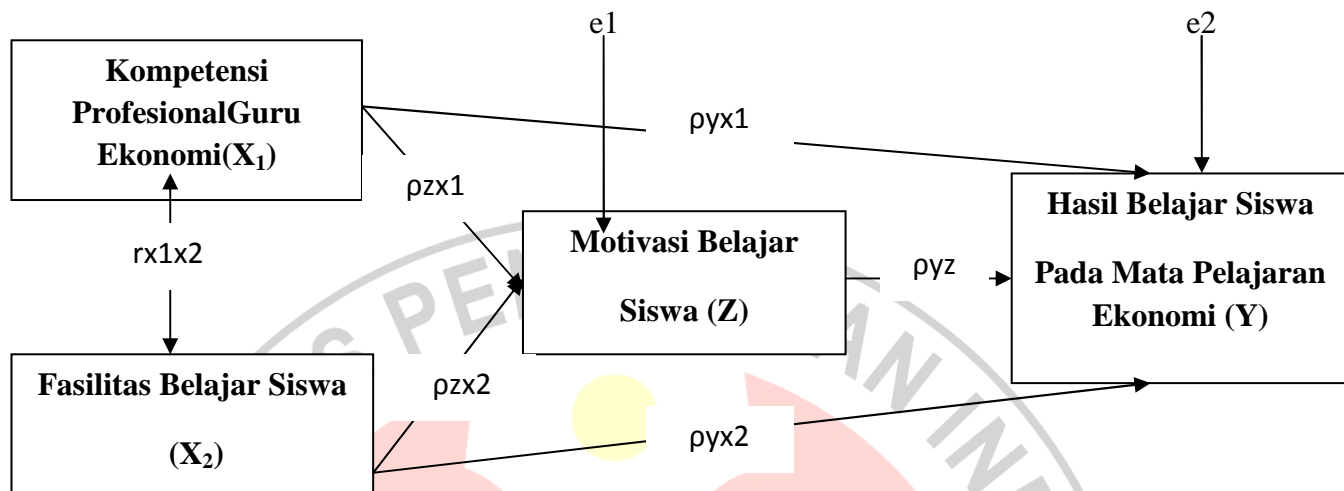 e1
e2
Kompetensi
ProfesionalGuru
Ekonomi(X₁)
ρyx1
ρzx1
Hasil Belajar Siswa
rx1x2
Motivasi Belajar
Siswa (Z)
ρyz
Pada Mata Pelajaran
Ekonomi (Y)
Fasilitas Belajar Siswa
(X₂)
ρzx2
ρyx2